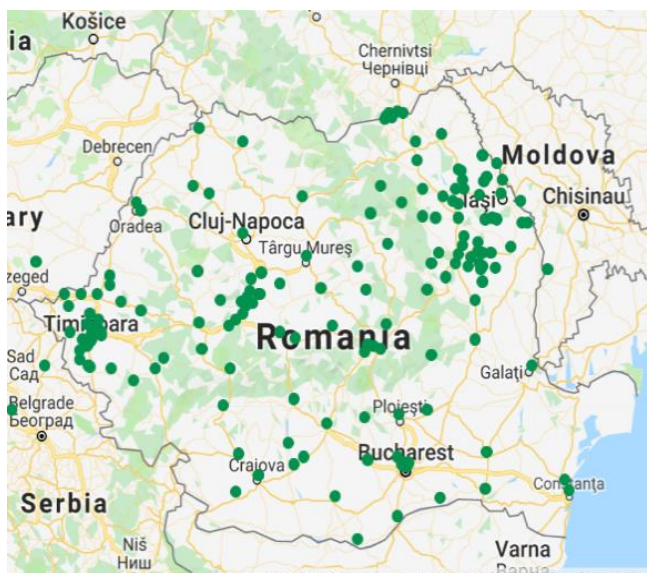 Košice
ia
Chernivtsi
Чернівці
Debrecen
Moldova
Iași
Chisinau
Oradea
ary
Cluj-Napoca
Târgu Mureș
zeged
Timișoara
Romania
Sad
Сад
Galați
Belgrade
Београд
Ploiești
Bucharest
Craiova
Constanța
Serbia
Niš
Ниш
Varna
Варна